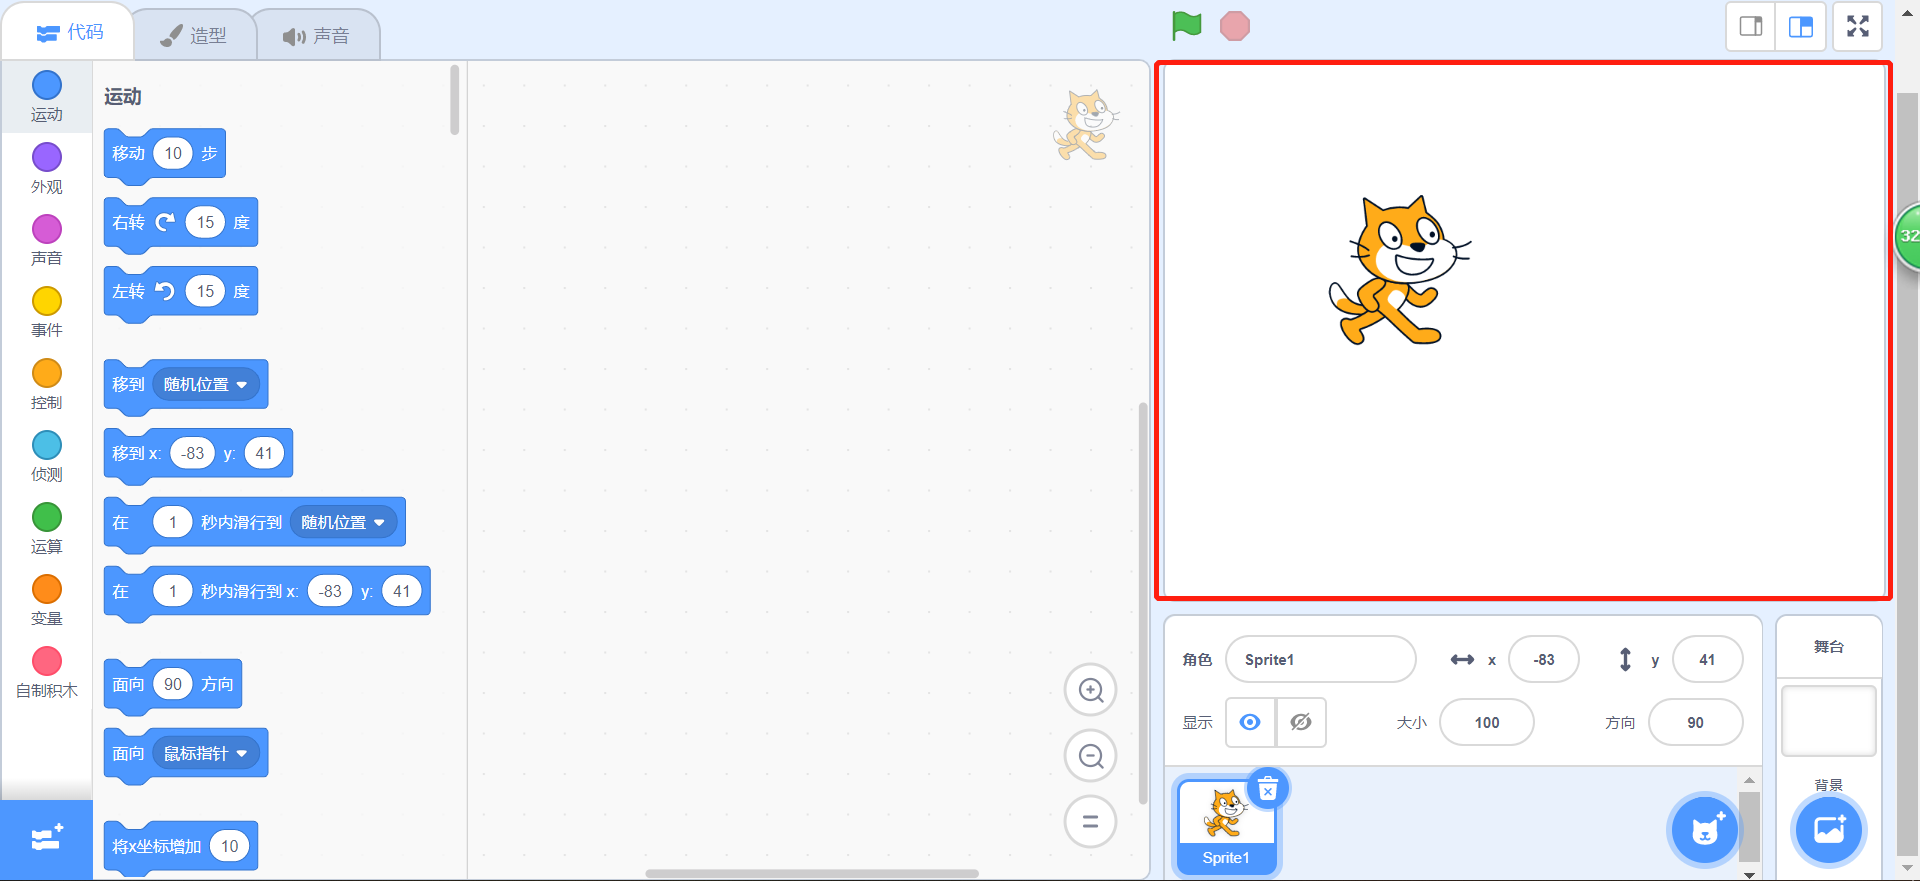 代码
造型
声音
运动
外观
声音
事件
控制
侦测
运算
变量
自制积木
运动
移动 10 步
右转 15 度
左转 15 度
移到 随机位置
移到 x: -83 y: 41
在 1 秒内滑行到 随机位置
在 1 秒内滑行到 x: -83 y: 41
面向 90 方向
面向 鼠标指针
将x坐标增加 10
32
角色 Sprite1 x -83 y 41
显示 大小 100 方向 90
Sprite1
舞台
背景